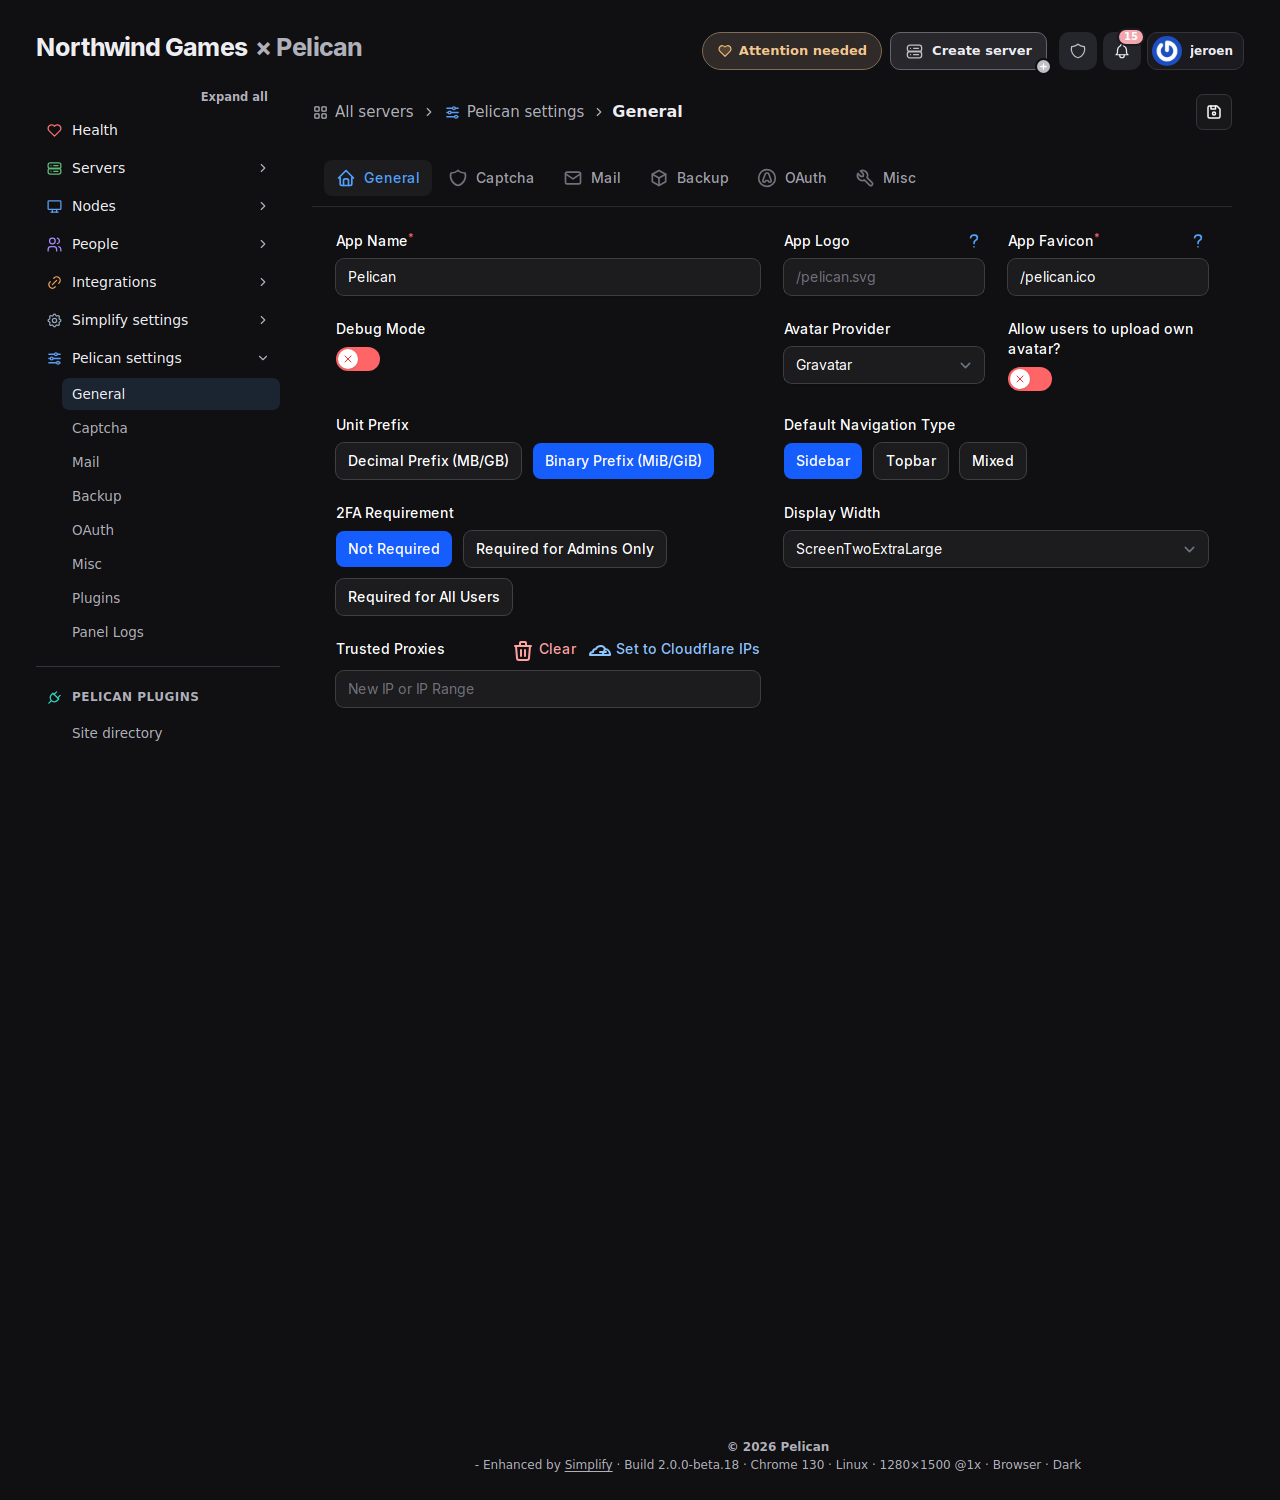 Northwind Games × Pelican
Attention needed
Create server
15
jeroen
Expand all
Health
Servers
Nodes
People
Integrations
Simplify settings
Pelican settings
General
Captcha
Mail
Backup
OAuth
Misc
Plugins
Panel Logs
PELICAN PLUGINS
Site directory
All servers > Pelican settings > General
General Captcha Mail Backup OAuth Misc
App Name*
Pelican
App Logo ?
/pelican.svg
App Favicon* ?
/pelican.ico
Debug Mode
Avatar Provider
Gravatar
Allow users to upload own
avatar?
Unit Prefix
Decimal Prefix (MB/GB) Binary Prefix (MiB/GiB)
Default Navigation Type
Sidebar Topbar Mixed
2FA Requirement
Not Required Required for Admins Only
Required for All Users
Display Width
ScreenTwoExtraLarge
Trusted Proxies Clear Set to Cloudflare IPs
New IP or IP Range
© 2026 Pelican
- Enhanced by Simplify · Build 2.0.0-beta.18 · Chrome 130 · Linux · 1280×1500 @1x · Browser · Dark